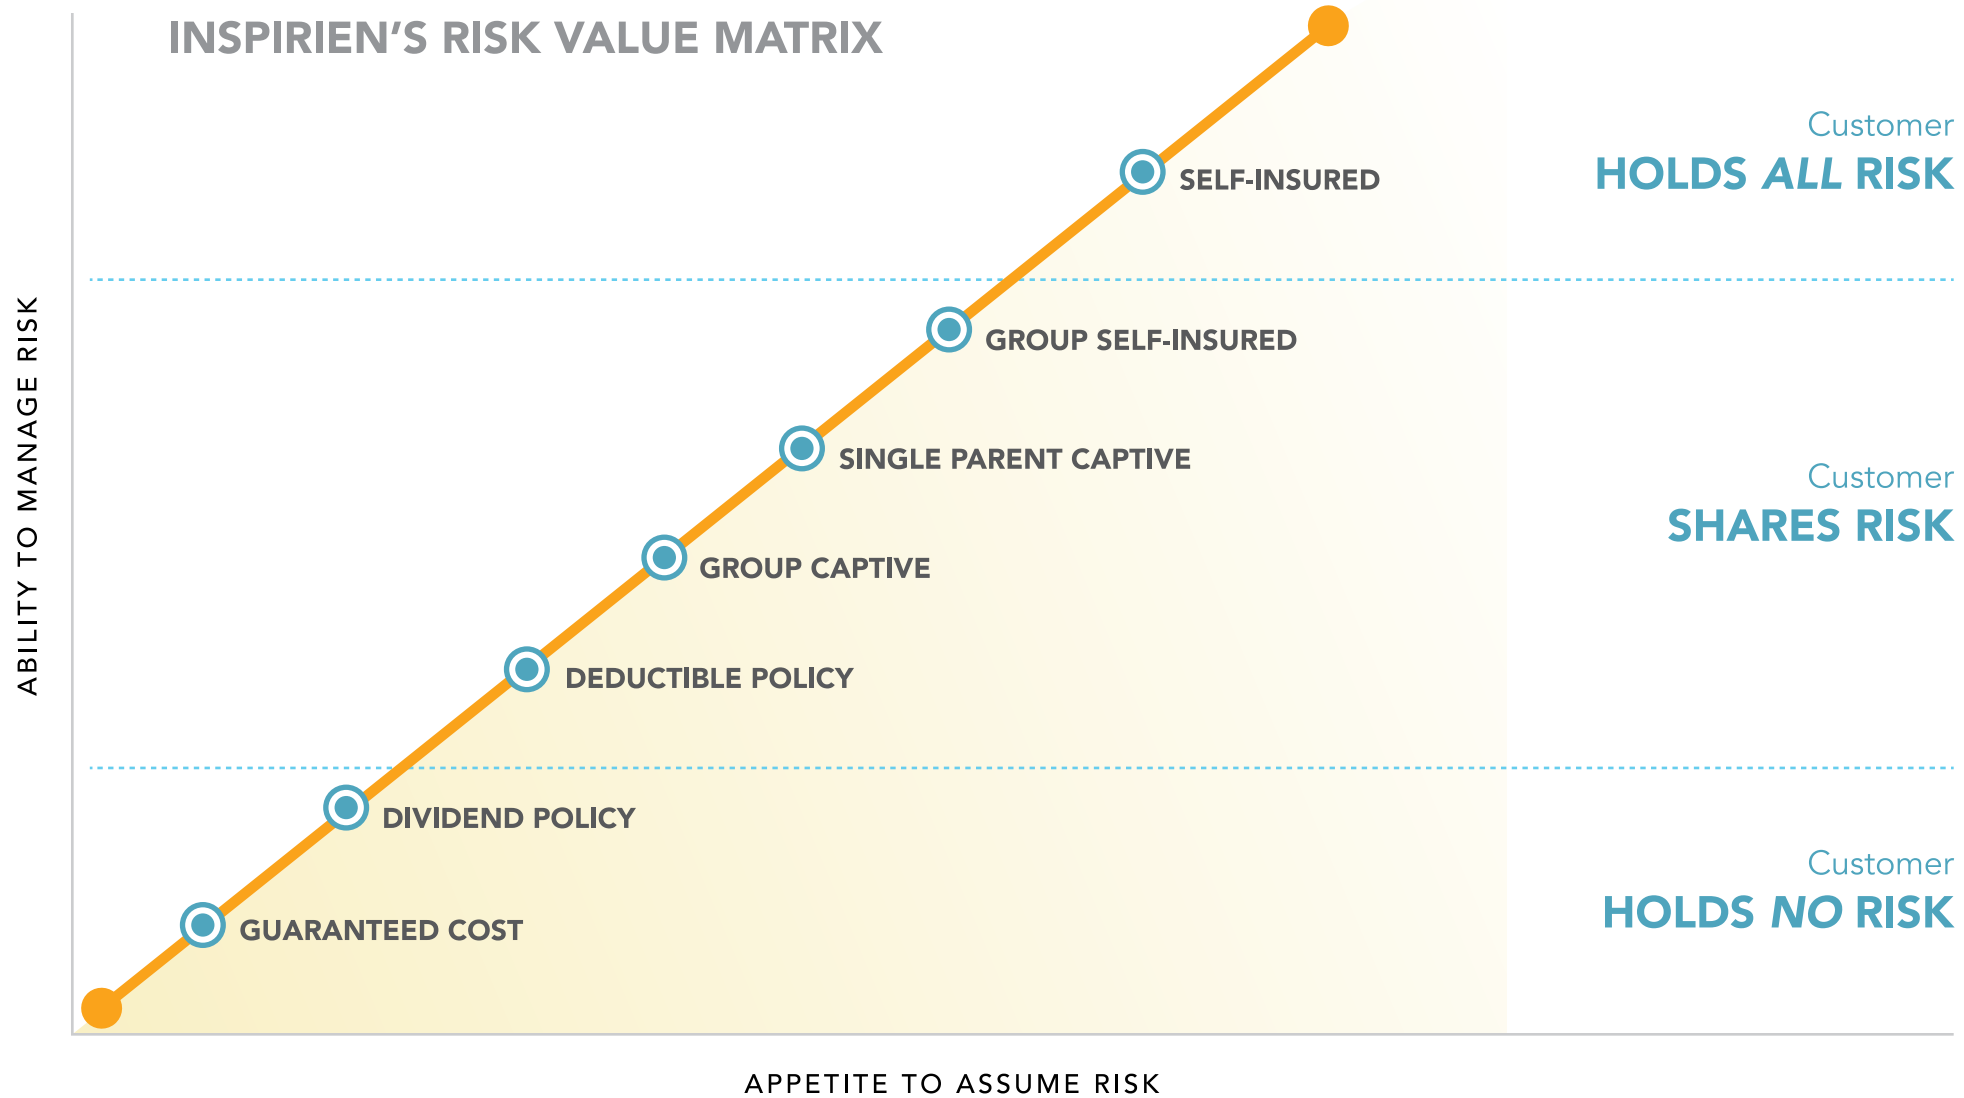 INSPIRIEN'S RISK VALUE MATRIX
Customer
HOLDS ALL RISK
SELF-INSURED
GROUP SELF-INSURED
SINGLE PARENT CAPTIVE
Customer
SHARES RISK
GROUP CAPTIVE
DEDUCTIBLE POLICY
DIVIDEND POLICY
Customer
HOLDS NO RISK
GUARANTEED COST
ABILITY TO MANAGE RISK
APPETITE TO ASSUME RISK